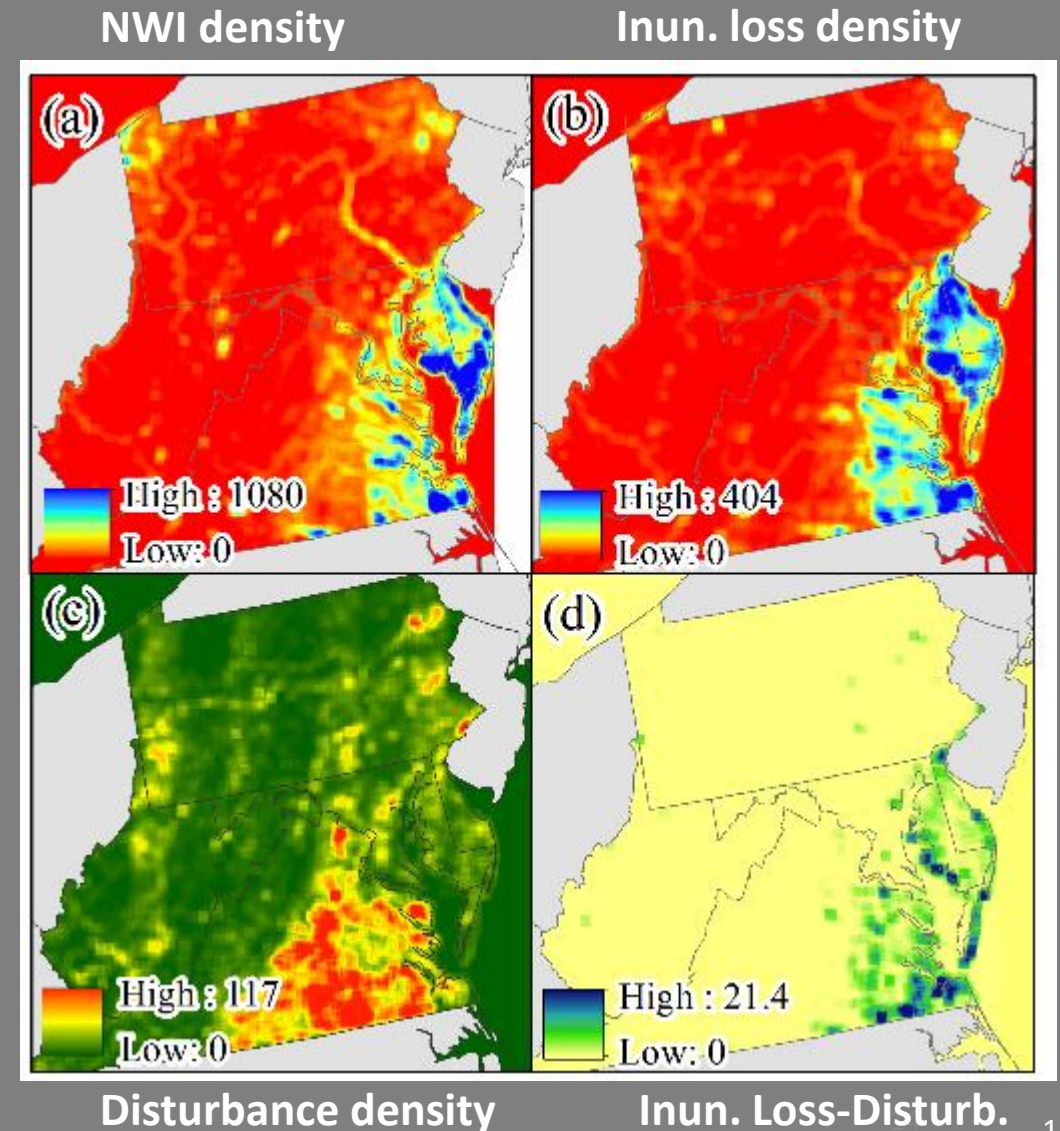 NWI density
Inun. loss density
(a)
(b)
High : 1080
Low: 0
High : 404
Low: 0
(c)
(d)
High : 117
Low: 0
High : 21.4
Low: 0
Disturbance density
Inun. Loss-Disturb.
1